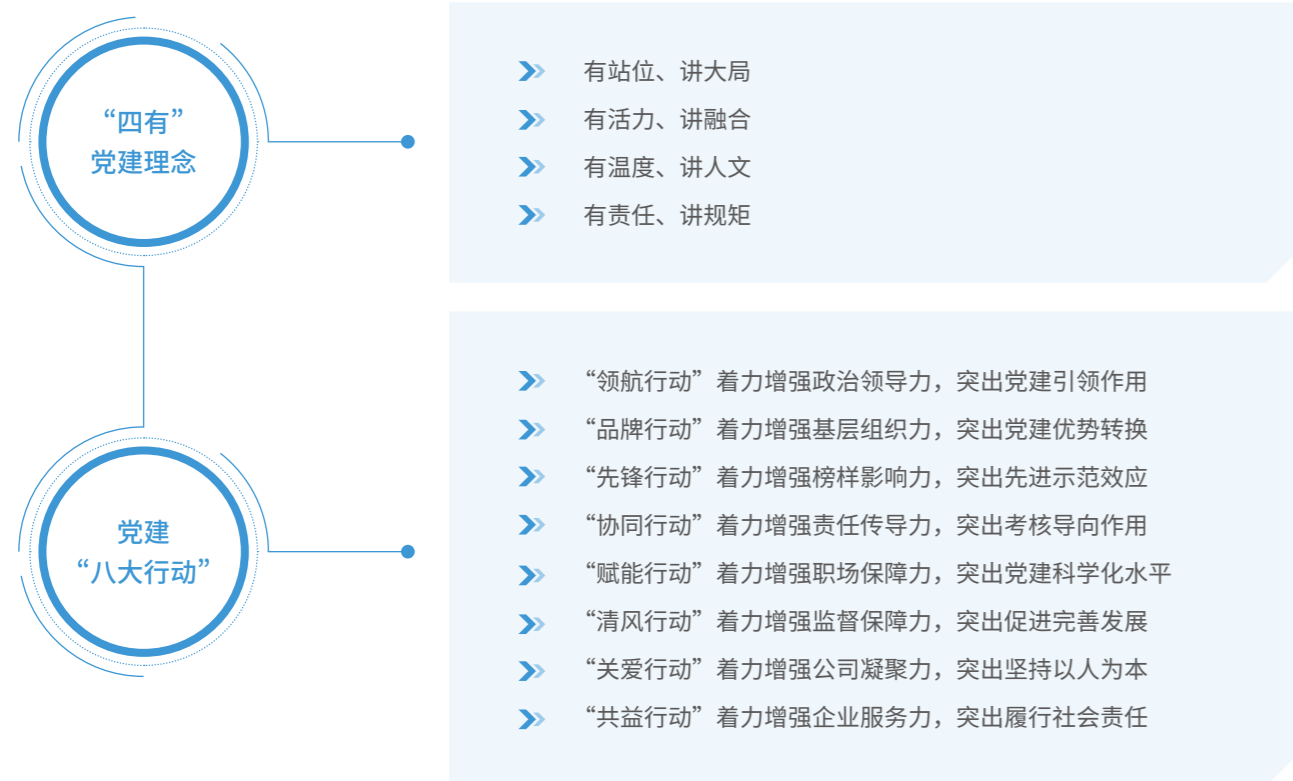 “四有”
党建理念
有站位、讲大局
有活力、讲融合
有温度、讲人文
有责任、讲规矩
党建
“八大行动”
“领航行动”着力增强政治领导力，突出党建引领作用
“品牌行动”着力增强基层组织力，突出党建优势转换
“先锋行动”着力增强榜样影响力，突出先进示范效应
“协同行动”着力增强责任传导力，突出考核导向作用
“赋能行动”着力增强职场保障力，突出党建科学化水平
“清风行动”着力增强监督保障力，突出促进完善发展
“关爱行动”着力增强公司凝聚力，突出坚持以人为本
“共益行动”着力增强企业服务力，突出履行社会责任